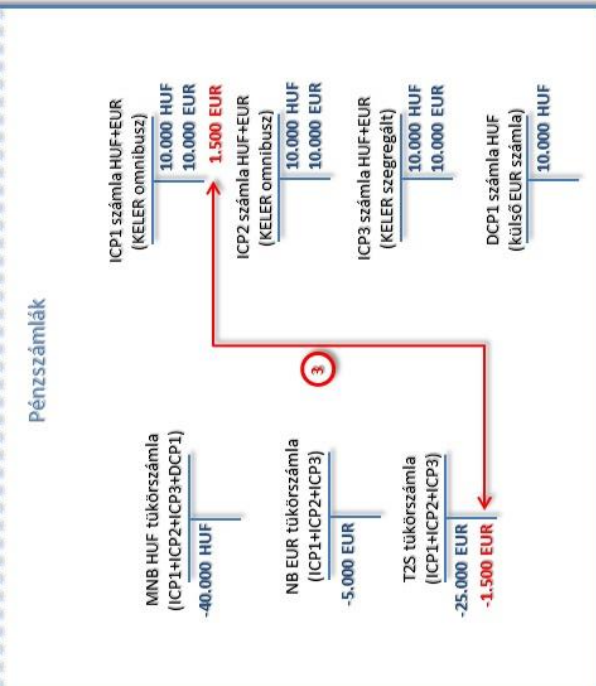 Pénzszámlák
MNB HUF tükörszámla
(ICP1+ICP2+ICP3+DCP1)
-40.000 HUF
NB EUR tükörszámla
(ICP1+ICP2+ICP3)
-5.000 EUR
T2S tükörszámla
(ICP1+ICP2+ICP3)
-25.000 EUR
-1.500 EUR
3
ICP1 számla HUF+EUR
(KELER omnibusz)
10.000 HUF
10.000 EUR
1.500 EUR
ICP2 számla HUF+EUR
(KELER omnibusz)
10.000 HUF
10.000 EUR
ICP3 számla HUF+EUR
(KELER szegregált)
10.000 HUF
10.000 EUR
DCP1 számla HUF
(külső EUR számla)
10.000 HUF